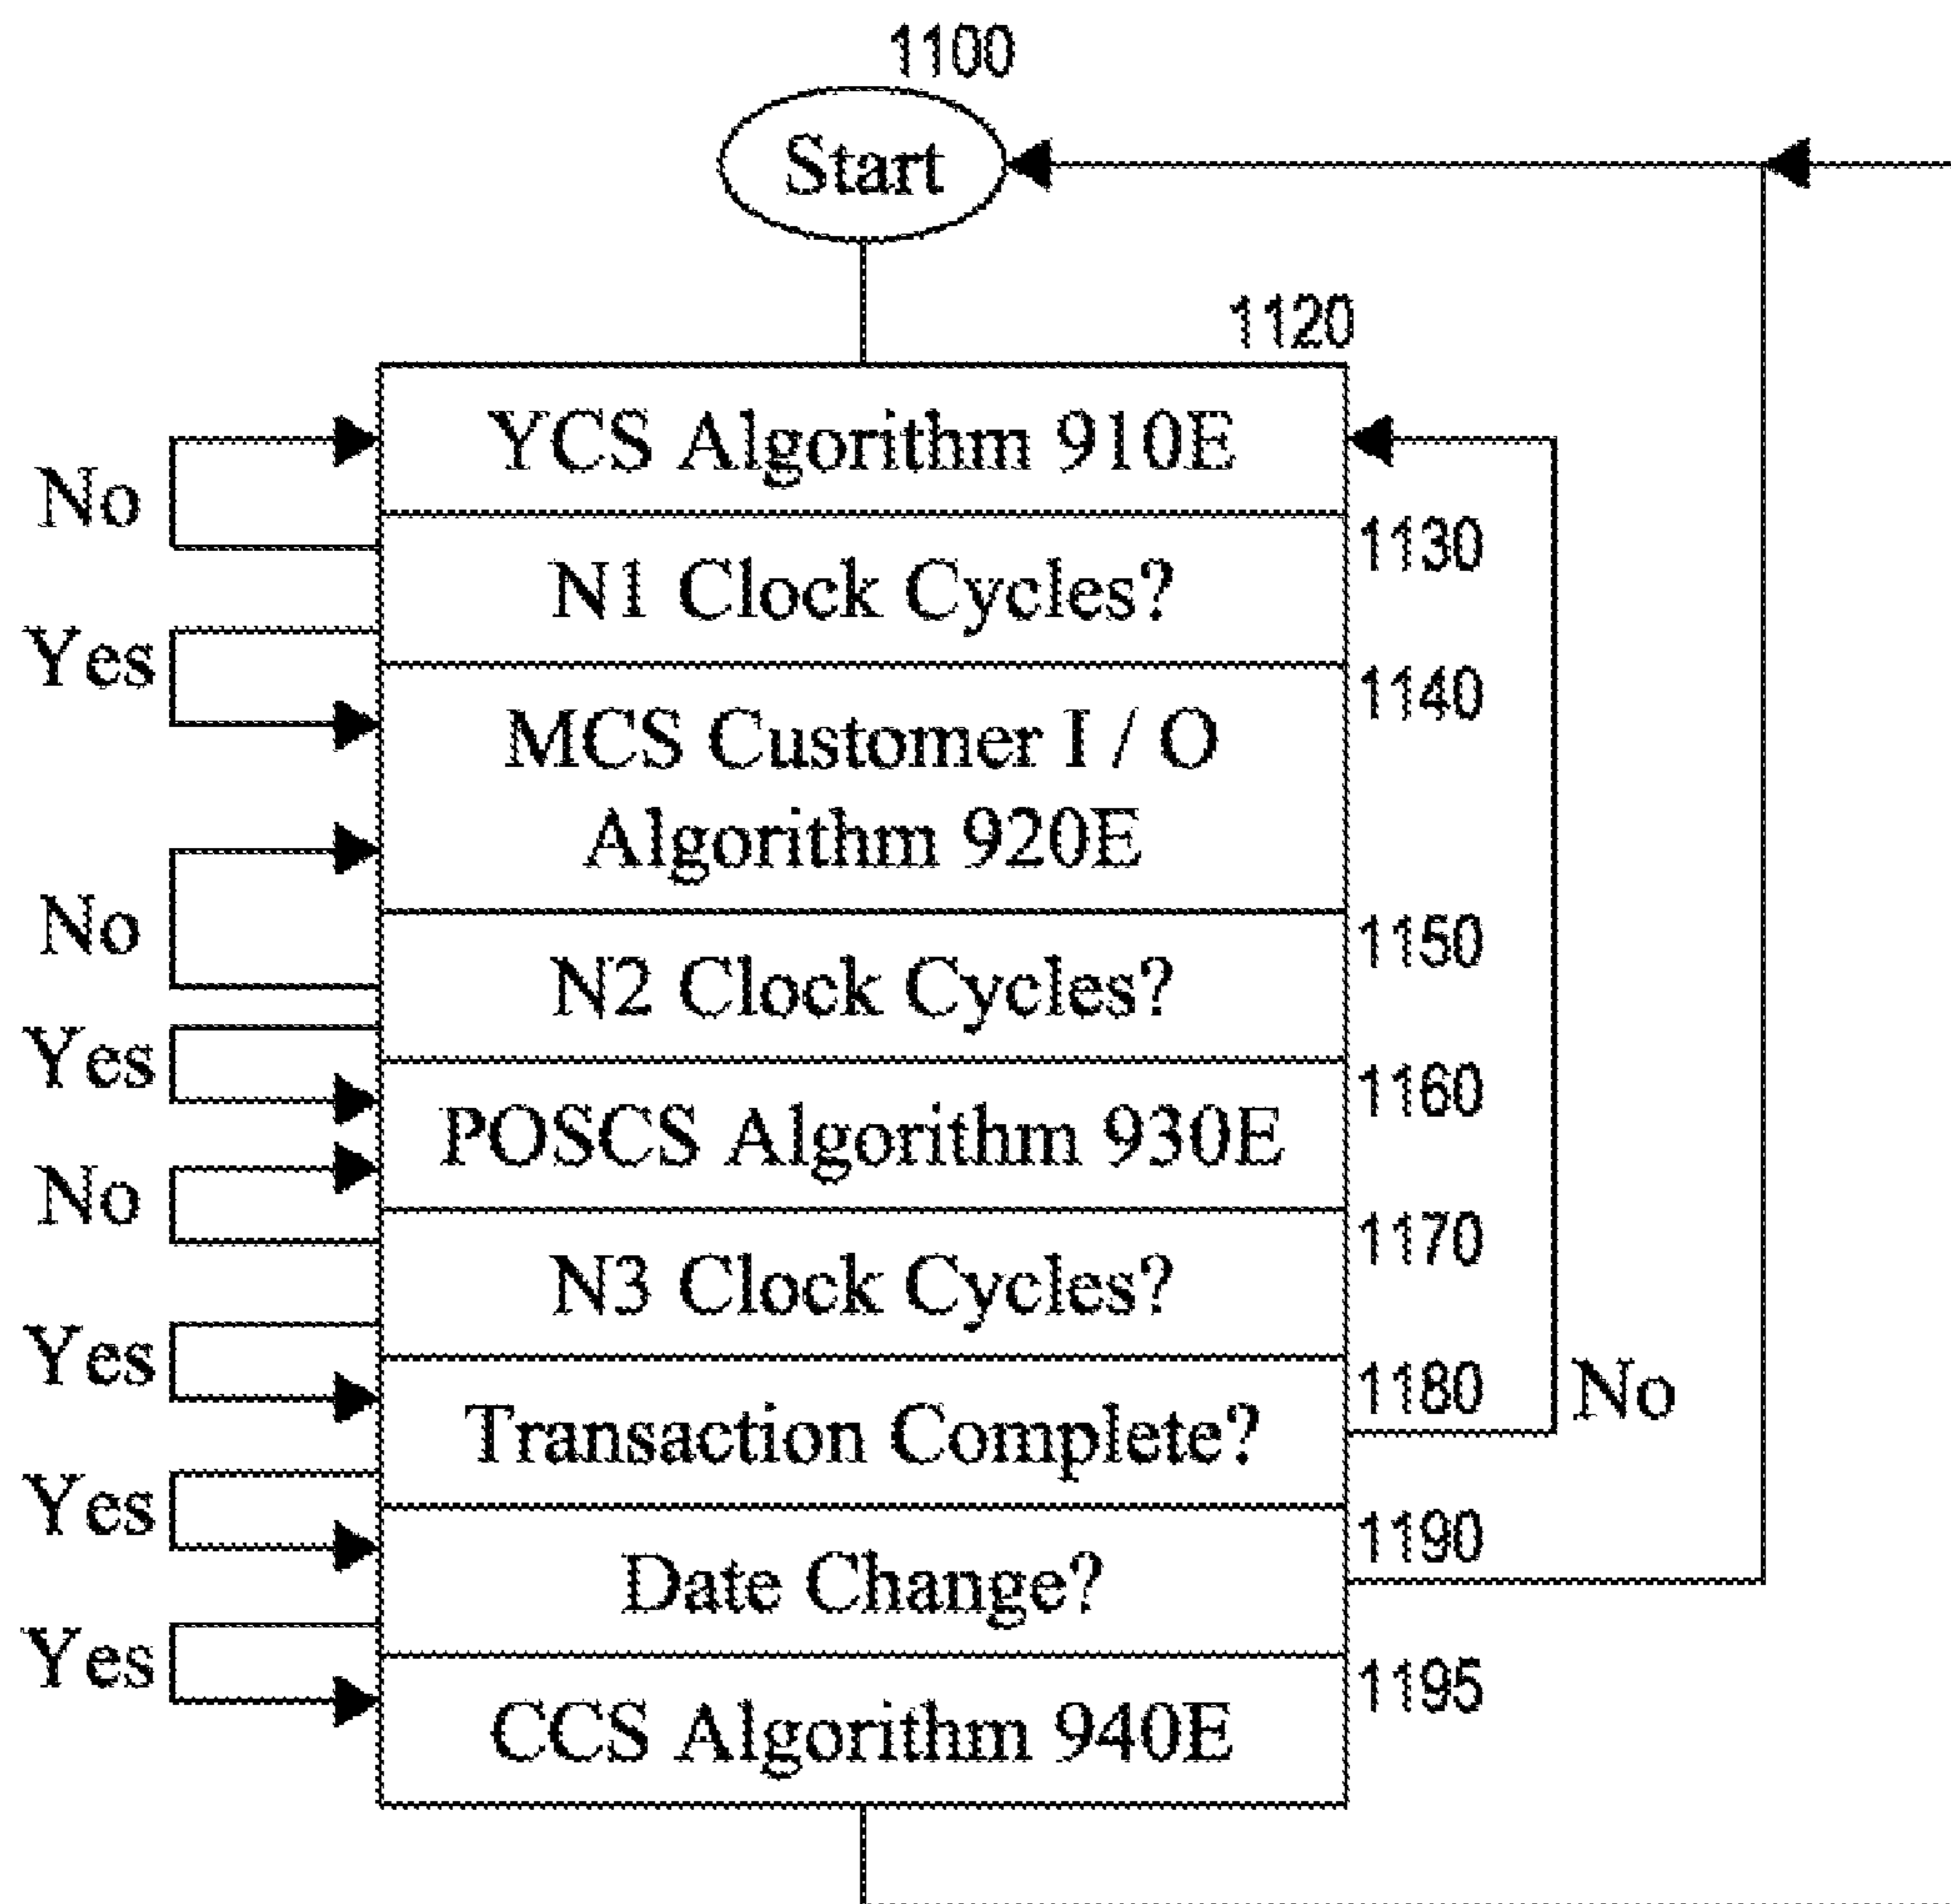 1100
Start
1120
YCS Algorithm 910E
No
1130
N1 Clock Cycles?
Yes
1140
MCS Customer I / O
Algorithm 920E
No
1150
N2 Clock Cycles?
Yes
1160
POSCS Algorithm 930E
No
1170
N3 Clock Cycles?
Yes
1180
No
Transaction Complete?
Yes
1190
Date Change?
Yes
1195
CCS Algorithm 940E